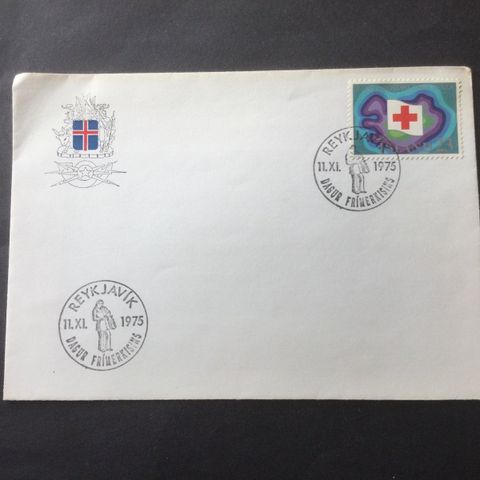 REYKJAVÍK
11.XI. 1975
DAGUR FRÍMERKISINS
REYKJAVÍK
11.XI. 1975
DAGUR FRÍMERKISINS